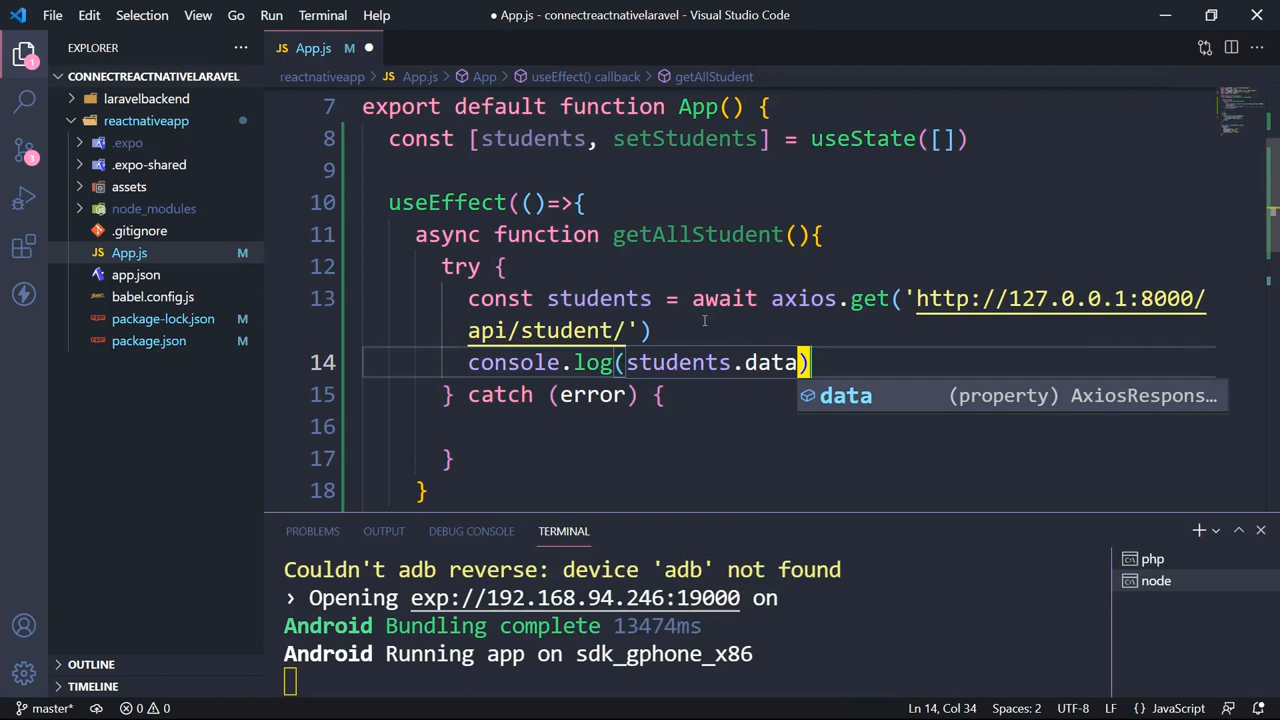 File Edit Selection View Go Run Terminal Help
● App.js - connectreactnativelaravel - Visual Studio Code
EXPLORER
CONNECTREACTNATIVELARAVEL
laravelbackend
reactnativeapp
.expo
.expo-shared
assets
node_modules
.gitignore
App.js M
app.json
babel.config.js
package-lock.json M
package.json M
OUTLINE
TIMELINE
1
3
JS App.js M
reactnativeapp > JS App.js > App > useEffect() callback > getAllStudent
7 export default function App() {
8 const [students, setStudents] = useState([])
9
10 useEffect(()=>{
11 async function getAllStudent(){
12 try {
13 const students = await axios.get('http://127.0.0.1:8000/
api/student/')
14 console.log(students.data)
15 } catch (error) {
data (property) AxiosRespons…
16
17 }
18 }
PROBLEMS OUTPUT DEBUG CONSOLE TERMINAL
Couldn't adb reverse: device 'adb' not found
› Opening exp://192.168.94.246:19000 on
Android Bundling complete 13474ms
Android Running app on sdk_gphone_x86
php
node
master* 0 0 Ln 14, Col 34 Spaces: 2 UTF-8 LF {} JavaScript